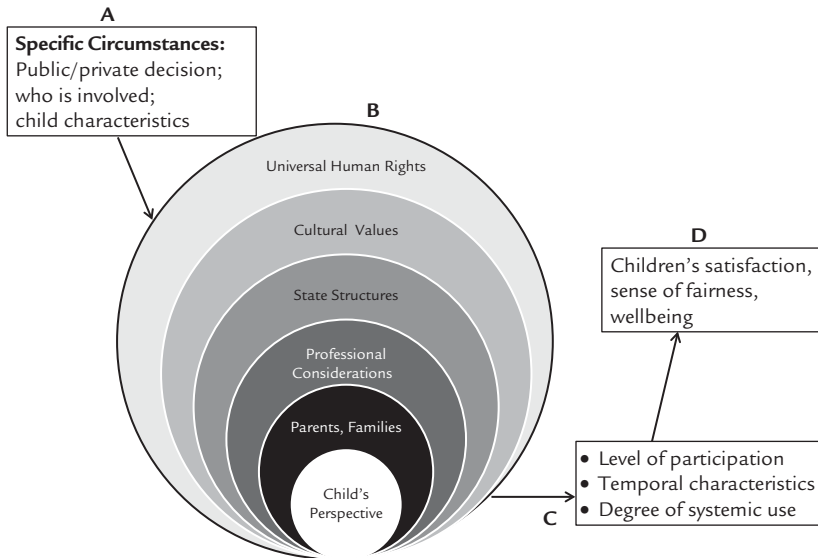 A
Specific Circumstances:
Public/private decision;
who is involved;
child characteristics
B
Universal Human Rights
Cultural Values
State Structures
Professional
Considerations
Parents, Families
Child's
Perspective
D
Children's satisfaction,
sense of fairness,
wellbeing
• Level of participation
• Temporal characteristics
• Degree of systemic use
C